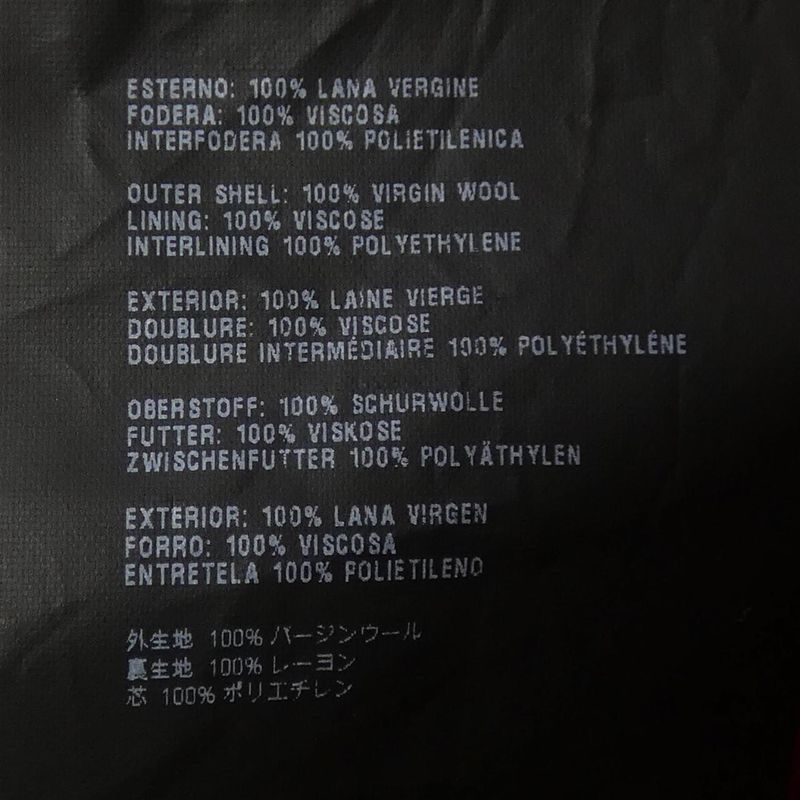 ESTERNO: 100% LANA VERGINE
FODERA: 100% VISCOSA
INTERFODERA 100% POLIETILENICA
OUTER SHELL: 100% VIRGIN WOOL
LINING: 100% VISCOSE
INTERLINING 100% POLYETHYLENE
EXTERIOR: 100% LAINE VIERGE
DOUBLURE: 100% VISCOSE
DOUBLURE INTERMÉDIAIRE 100% POLYÉTHYLÉNE
OBERSTOFF: 100% SCHURWOLLE
FUTTER: 100% VISKOSE
ZWISCHENFUTTER 100% POLYÄTHYLEN
EXTERIOR: 100% LANA VIRGEN
FORRO: 100% VISCOSA
ENTRETELA 100% POLIETILENO
外生地 100% バージンウール
裏生地 100% レーヨン
芯 100% ポリエチレン